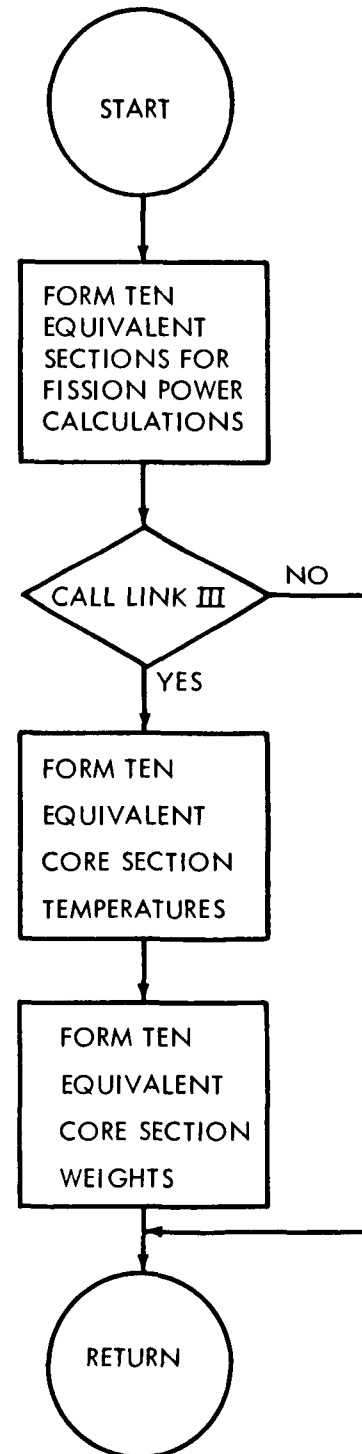 START
FORM TEN
EQUIVALENT
SECTIONS FOR
FISSION POWER
CALCULATIONS
CALL LINK III
NO
YES
FORM TEN
EQUIVALENT
CORE SECTION
TEMPERATURES
FORM TEN
EQUIVALENT
CORE SECTION
WEIGHTS
RETURN